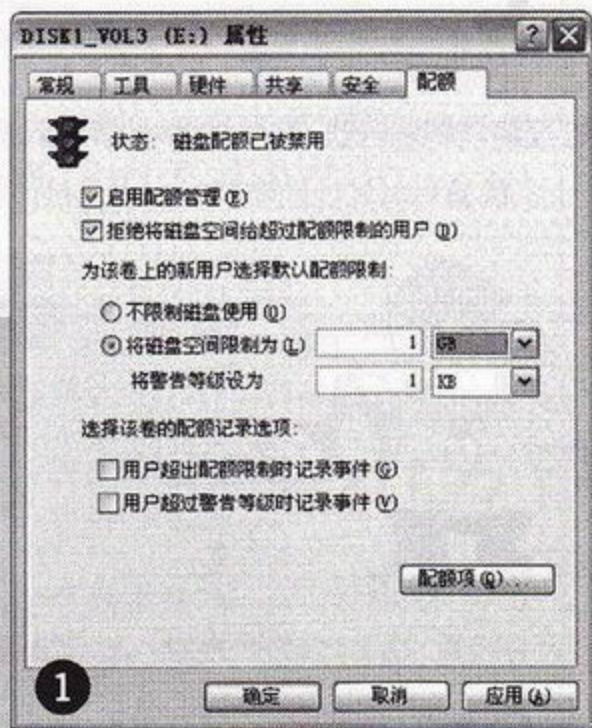 DISK1_VOL3 (E:) 属性
常规 工具 硬件 共享 安全 配额
状态: 磁盘配额已被禁用
启用配额管理(E)
拒绝将磁盘空间给超过配额限制的用户(D)
为该卷上的新用户选择默认配额限制:
不限制磁盘使用(O)
将磁盘空间限制为(L) 1 GB
将警告等级设为 1 KB
选择该卷的配额记录选项:
用户超出配额限制时记录事件(G)
用户超过警告等级时记录事件(V)
配额项(Q)...
1
确定 取消 应用(A)